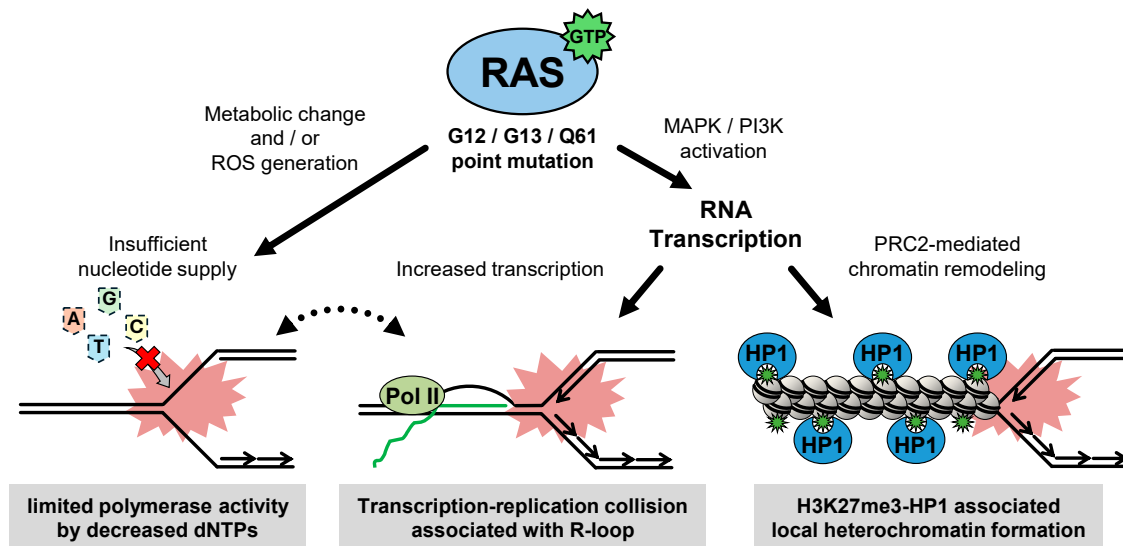 GTP
RAS
G12 / G13 / Q61
point mutation
Metabolic change
and / or
ROS generation
MAPK / PI3K
activation
RNA
Transcription
Insufficient
nucleotide supply
Increased transcription
PRC2-mediated
chromatin remodeling
A
G
T
C
Pol II
HP1
HP1
HP1
HP1
HP1
limited polymerase activity
by decreased dNTPs
Transcription-replication collision
associated with R-loop
H3K27me3-HP1 associated
local heterochromatin formation